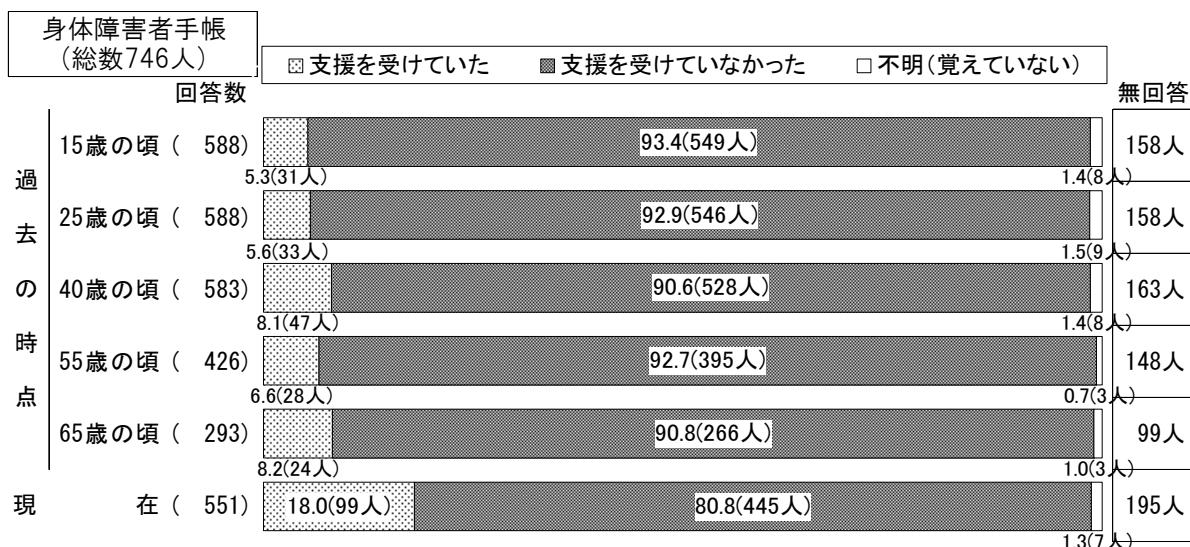 身体障害者手帳
（総数746人）
支援を受けていた 支援を受けていなかった 不明（覚えていない）
回答数 無回答
過去の時点
15歳の頃（ 588） 93.4(549人) 158人
5.3(31人) 1.4(8人)
25歳の頃（ 588） 92.9(546人) 158人
5.6(33人) 1.5(9人)
40歳の頃（ 583） 90.6(528人) 163人
8.1(47人) 1.4(8人)
55歳の頃（ 426） 92.7(395人) 148人
6.6(28人) 0.7(3人)
65歳の頃（ 293） 90.8(266人) 99人
8.2(24人) 1.0(3人)
現 在（ 551） 18.0(99人) 80.8(445人) 195人
1.3(7人)